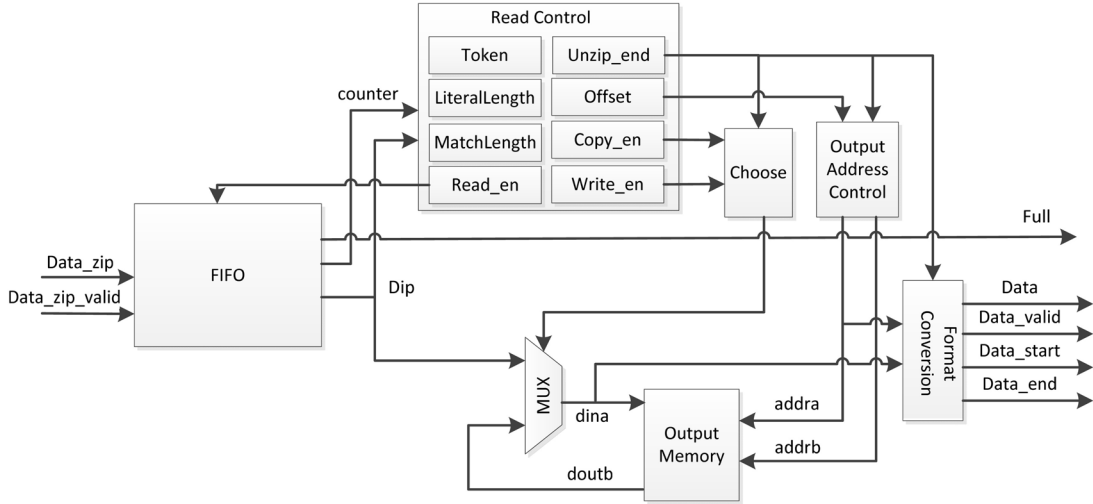 Read Control
Token
Unzip_end
counter
LiteralLength
Offset
MatchLength
Copy_en
Output
Address
Control
Choose
Read_en
Write_en
Full
Data_zip
FIFO
Data_zip_valid
Dip
Data
Data_valid
Format
Conversion
Data_start
Data_end
MUX
dina
addra
Output
Memory
addrb
doutb